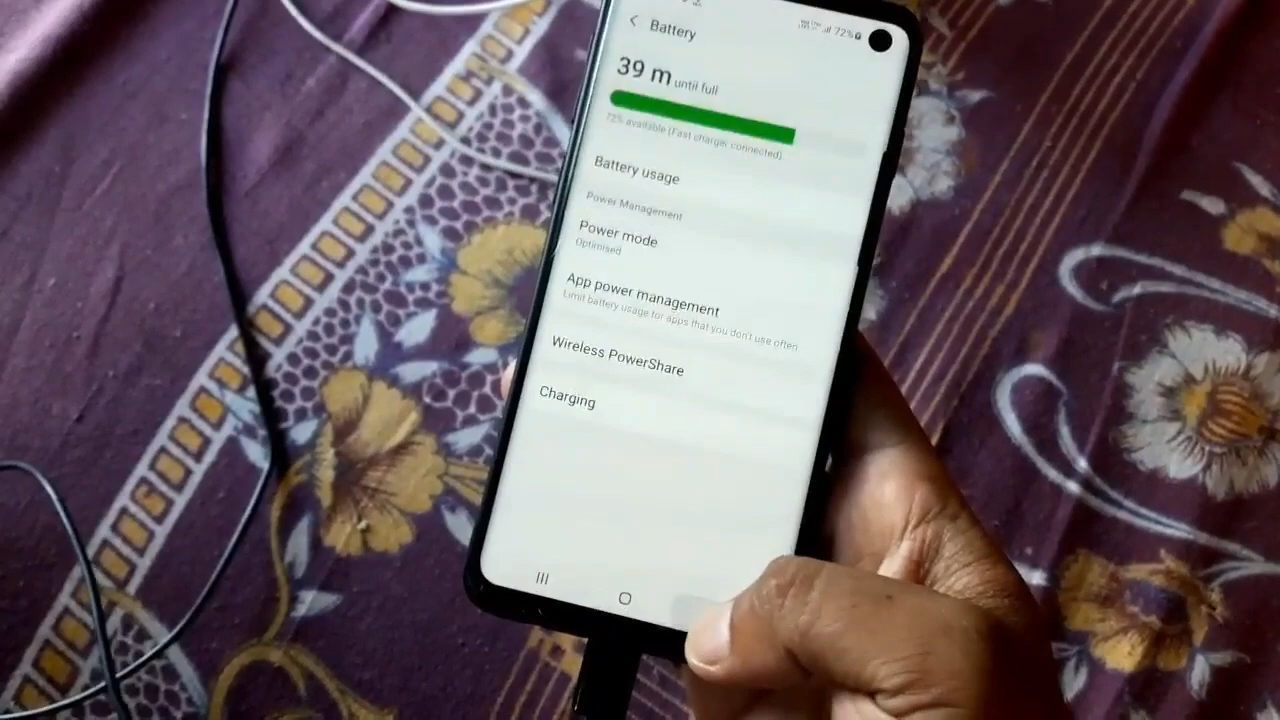 Battery
72%
39 m until full
72% available (Fast charge, connected)
Battery usage
Power Management
Power mode
Optimised
App power management
Limit battery usage for apps that you don't use often
Wireless PowerShare
Charging